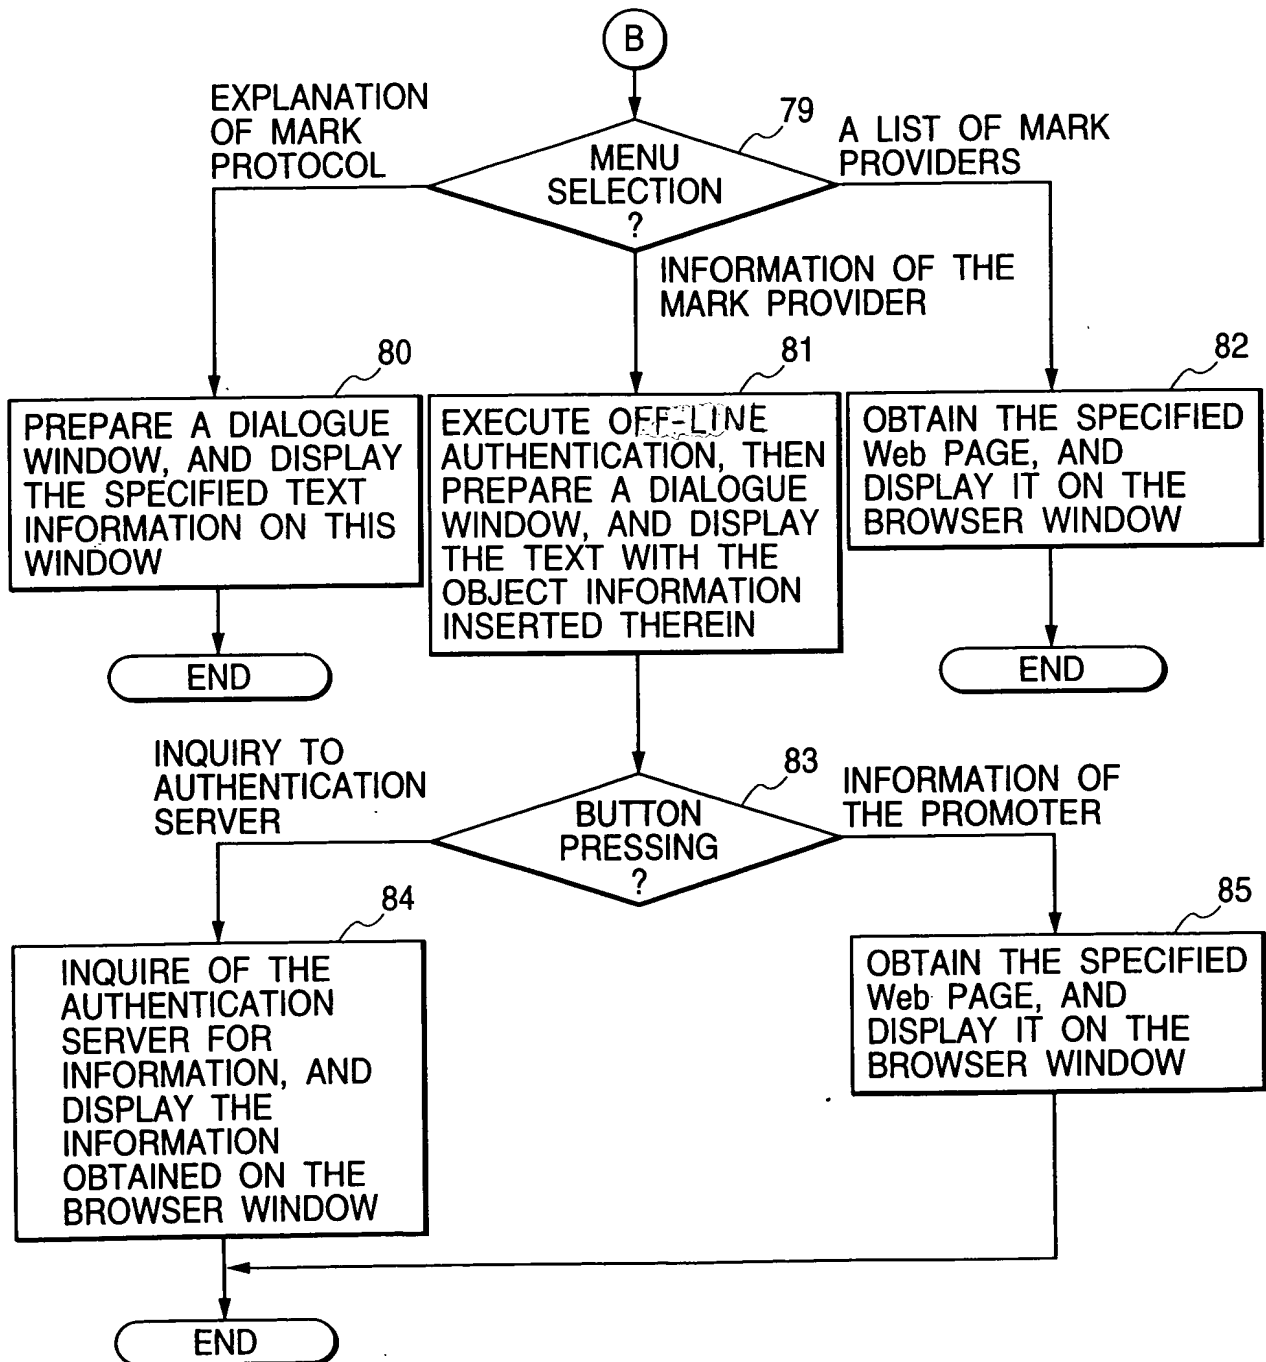 B
EXPLANATION
OF MARK
PROTOCOL
79
A LIST OF MARK
PROVIDERS
MENU
SELECTION
?
INFORMATION OF THE
MARK PROVIDER
80
PREPARE A DIALOGUE
WINDOW, AND DISPLAY
THE SPECIFIED TEXT
INFORMATION ON THIS
WINDOW
END
81
EXECUTE OFF-LINE
AUTHENTICATION, THEN
PREPARE A DIALOGUE
WINDOW, AND DISPLAY
THE TEXT WITH THE
OBJECT INFORMATION
INSERTED THEREIN
82
OBTAIN THE SPECIFIED
Web PAGE, AND
DISPLAY IT ON THE
BROWSER WINDOW
END
INQUIRY TO
AUTHENTICATION
SERVER
83
BUTTON
PRESSING
?
INFORMATION OF
THE PROMOTER
84
INQUIRE OF THE
AUTHENTICATION
SERVER FOR
INFORMATION, AND
DISPLAY THE
INFORMATION
OBTAINED ON THE
BROWSER WINDOW
85
OBTAIN THE SPECIFIED
Web PAGE, AND
DISPLAY IT ON THE
BROWSER WINDOW
END